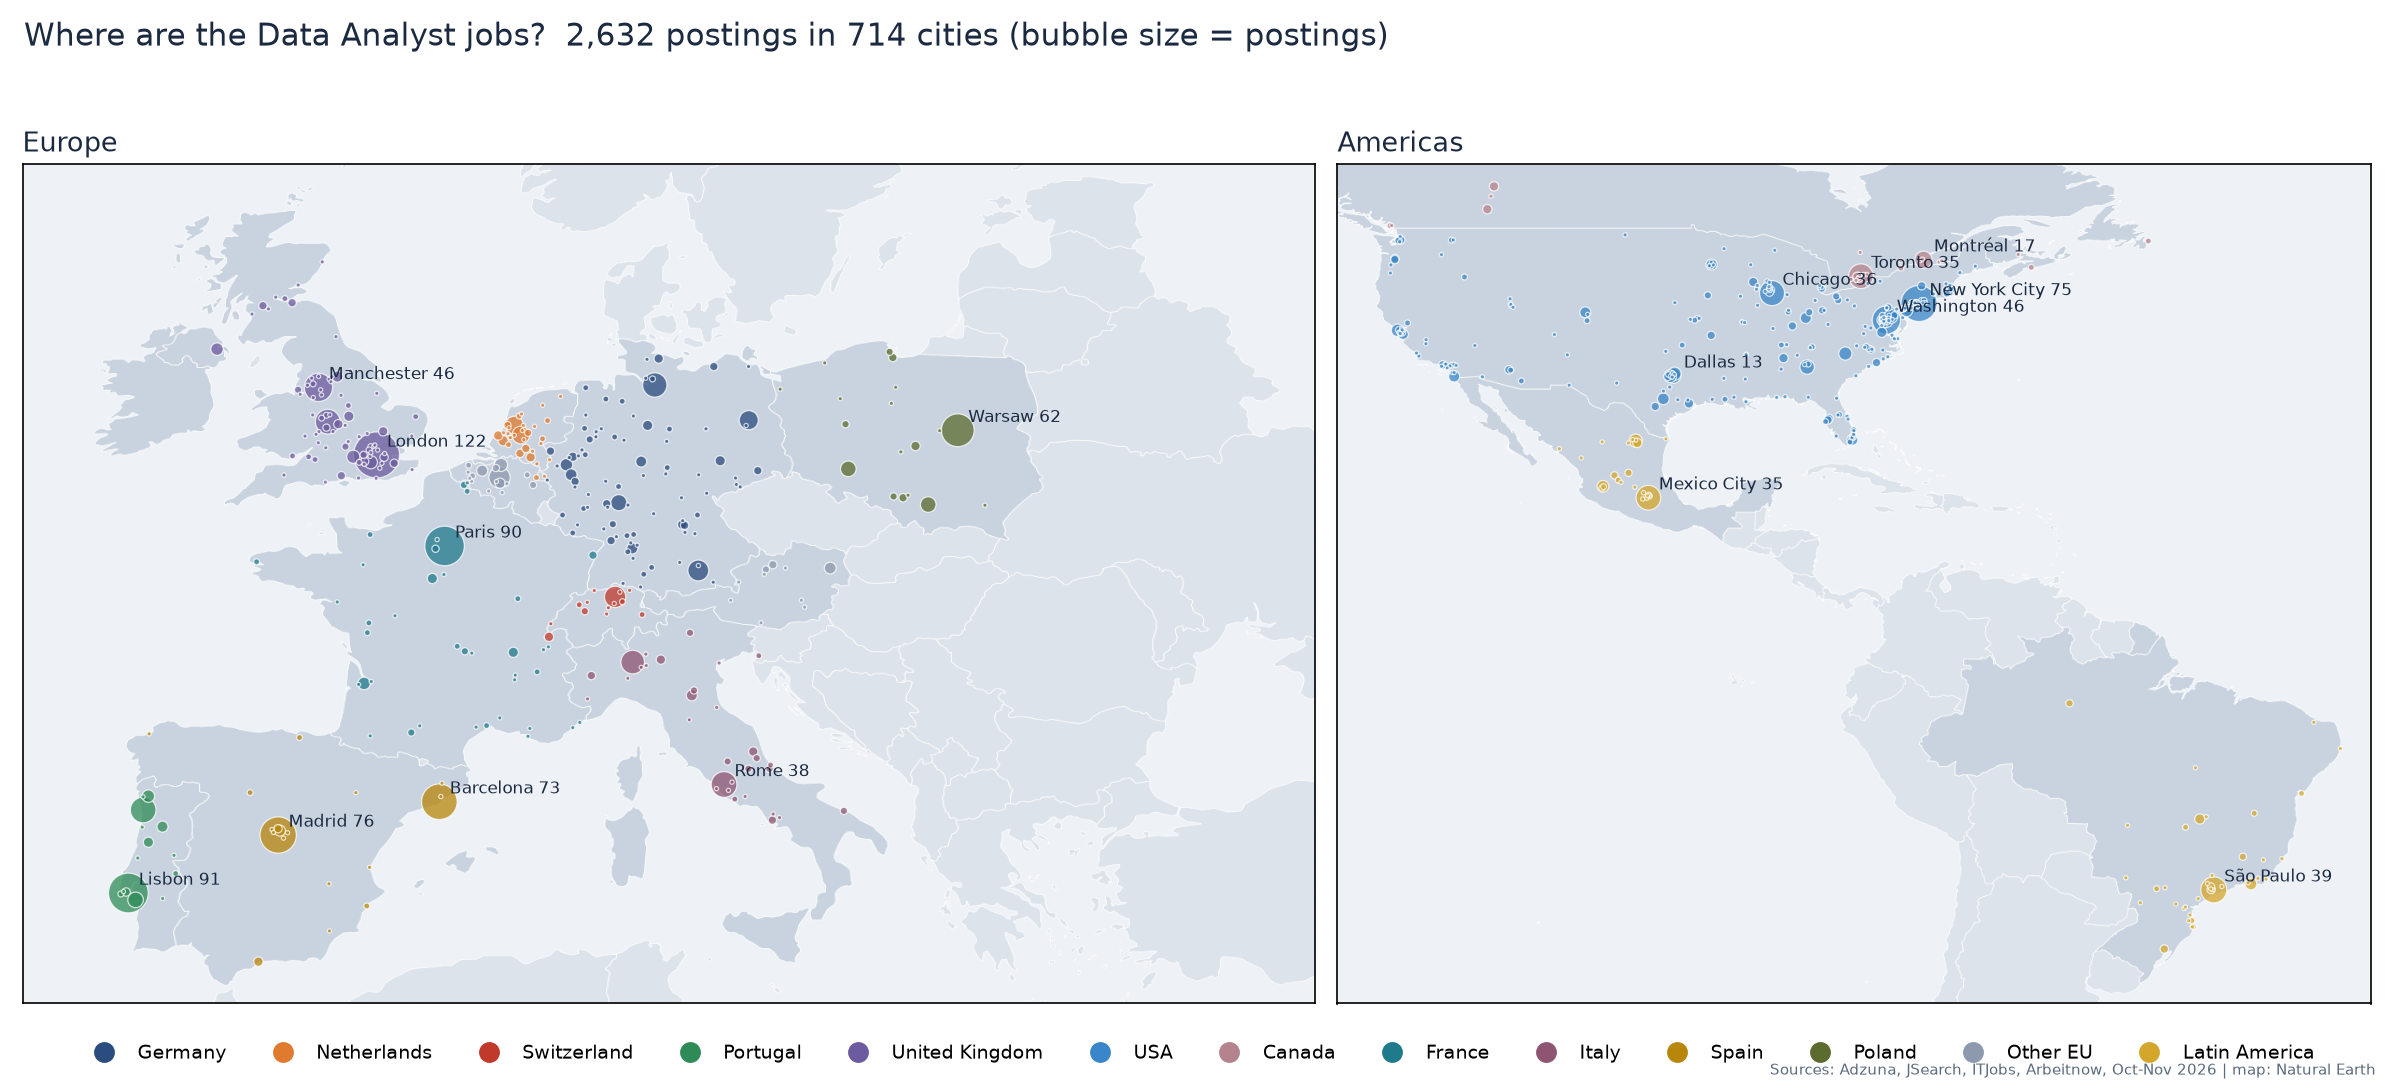 Where are the Data Analyst jobs?  2,632 postings in 714 cities (bubble size = postings)
Europe
Manchester 46
London 122
Warsaw 62
Paris 90
Barcelona 73
Rome 38
Madrid 76
Lisbon 91
Americas
Montréal 17
Toronto 35
Chicago 36
New York City 75
Washington 46
Dallas 13
Mexico City 35
São Paulo 39
Germany
Netherlands
Switzerland
Portugal
United Kingdom
USA
Canada
France
Italy
Spain
Poland
Other EU
Latin America
Sources: Adzuna, JSearch, ITJobs, Arbeitnow, Oct-Nov 2026 | map: Natural Earth